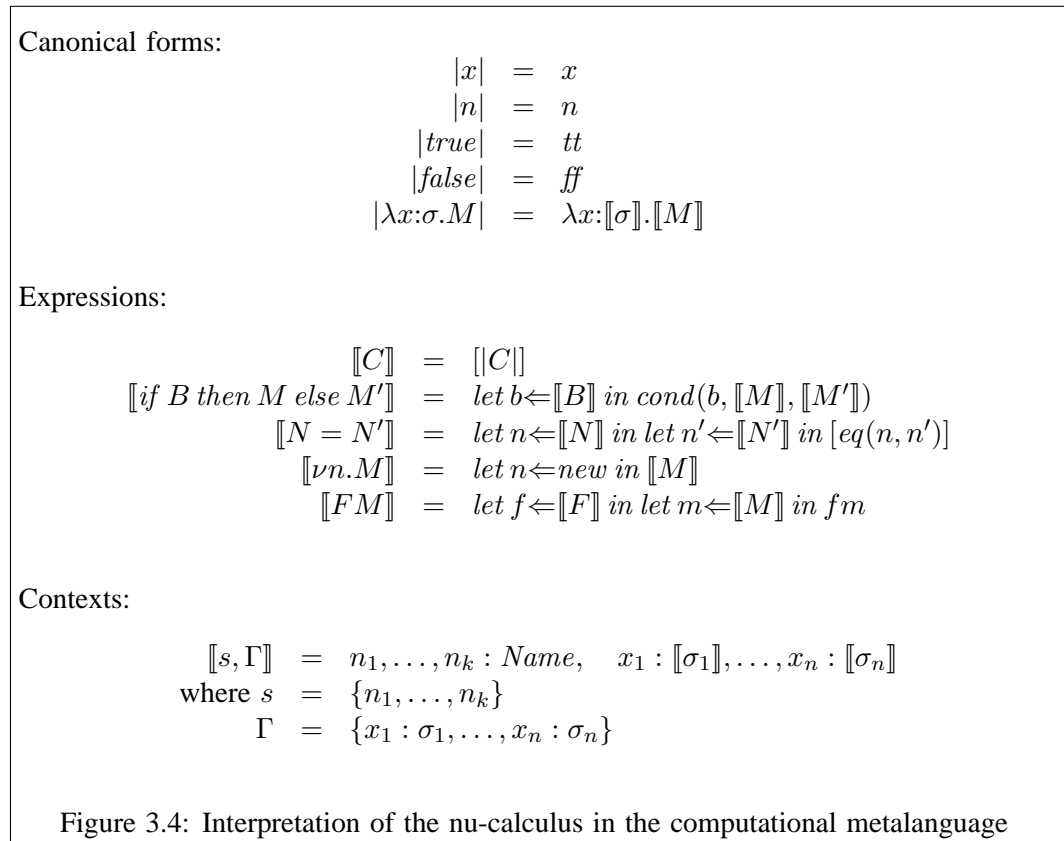 Canonical forms:
|x| = x
|n| = n
|true| = tt
|false| = ff
|λx:σ.M| = λx:⟦σ⟧.⟦M⟧
Expressions:
⟦C⟧ = [|C|]
⟦if B then M else M′⟧ = let b⇐⟦B⟧ in cond(b, ⟦M⟧, ⟦M′⟧)
⟦N = N′⟧ = let n⇐⟦N⟧ in let n′⇐⟦N′⟧ in [eq(n, n′)]
⟦νn.M⟧ = let n⇐new in ⟦M⟧
⟦FM⟧ = let f⇐⟦F⟧ in let m⇐⟦M⟧ in fm
Contexts:
⟦s, Γ⟧ = n₁, . . . , nₖ : Name, x₁ : ⟦σ₁⟧, . . . , xₙ : ⟦σₙ⟧
where s = {n₁, . . . , nₖ}
Γ = {x₁ : σ₁, . . . , xₙ : σₙ}
Figure 3.4: Interpretation of the nu-calculus in the computational metalanguage